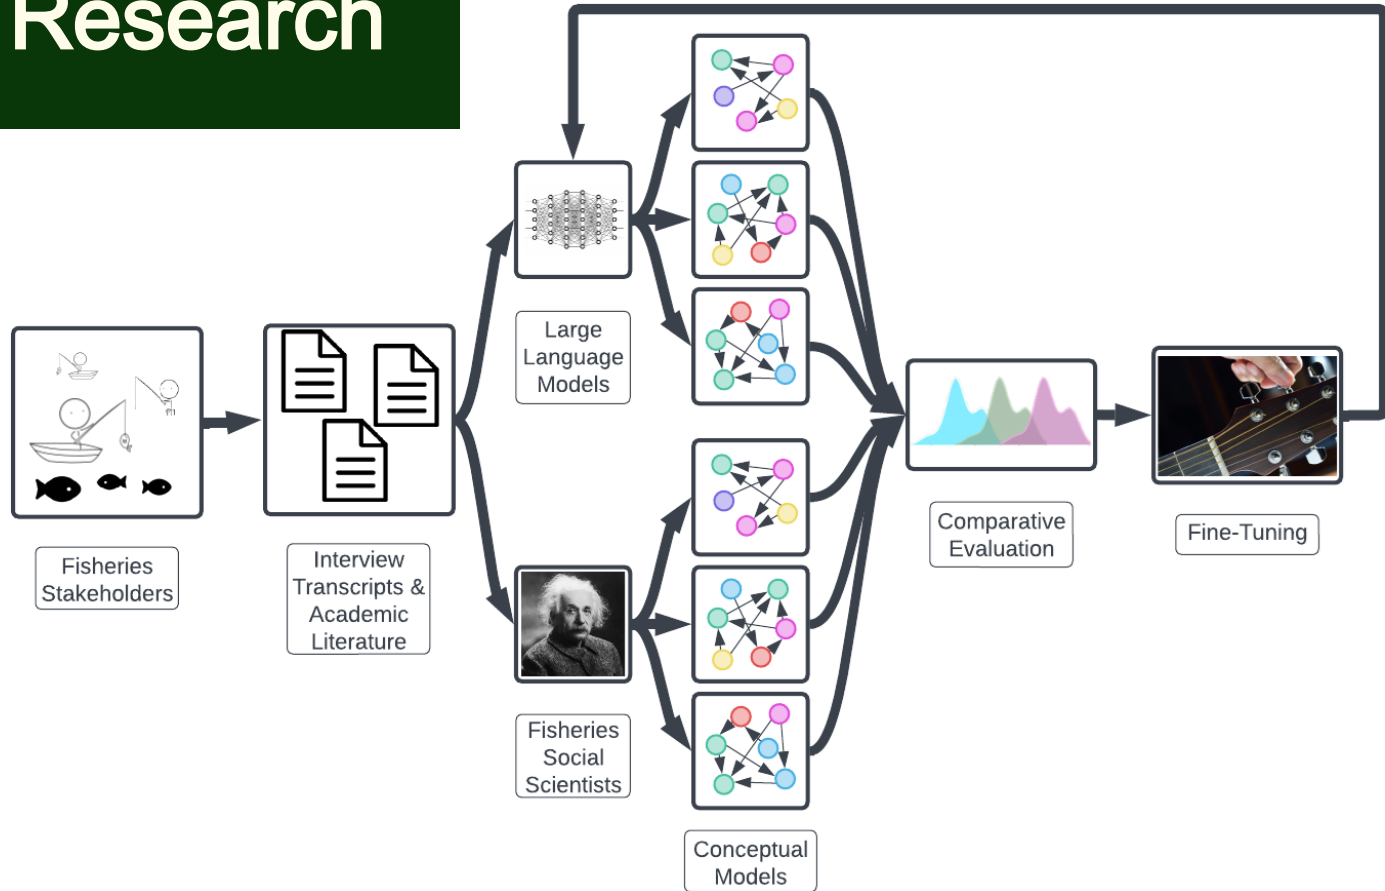 Research
Large
Language
Models
Fisheries
Stakeholders
Interview
Transcripts &
Academic
Literature
Fisheries
Social
Scientists
Conceptual
Models
Comparative
Evaluation
Fine-Tuning